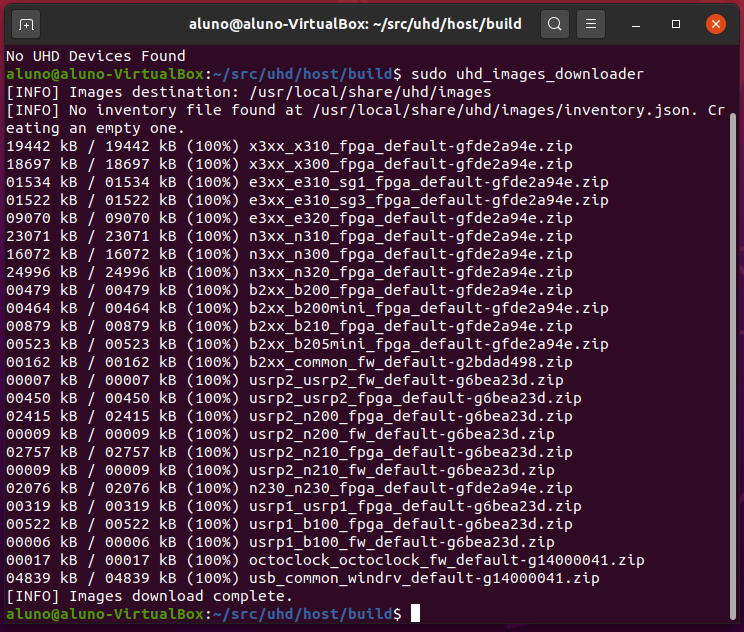 aluno@aluno-VirtualBox: ~/src/uhd/host/build
No UHD Devices Found
aluno@aluno-VirtualBox:~/src/uhd/host/build$ sudo uhd_images_downloader
[INFO] Images destination: /usr/local/share/uhd/images
[INFO] No inventory file found at /usr/local/share/uhd/images/inventory.json. Cr
eating an empty one.
19442 kB / 19442 kB (100%) x3xx_x310_fpga_default-gfde2a94e.zip
18697 kB / 18697 kB (100%) x3xx_x300_fpga_default-gfde2a94e.zip
01534 kB / 01534 kB (100%) e3xx_e310_sg1_fpga_default-gfde2a94e.zip
01522 kB / 01522 kB (100%) e3xx_e310_sg3_fpga_default-gfde2a94e.zip
09070 kB / 09070 kB (100%) e3xx_e320_fpga_default-gfde2a94e.zip
23071 kB / 23071 kB (100%) n3xx_n310_fpga_default-gfde2a94e.zip
16072 kB / 16072 kB (100%) n3xx_n300_fpga_default-gfde2a94e.zip
24996 kB / 24996 kB (100%) n3xx_n320_fpga_default-gfde2a94e.zip
00479 kB / 00479 kB (100%) b2xx_b200_fpga_default-gfde2a94e.zip
00464 kB / 00464 kB (100%) b2xx_b200mini_fpga_default-gfde2a94e.zip
00879 kB / 00879 kB (100%) b2xx_b210_fpga_default-gfde2a94e.zip
00523 kB / 00523 kB (100%) b2xx_b205mini_fpga_default-gfde2a94e.zip
00162 kB / 00162 kB (100%) b2xx_common_fw_default-g2bdad498.zip
00007 kB / 00007 kB (100%) usrp2_usrp2_fw_default-g6bea23d.zip
00450 kB / 00450 kB (100%) usrp2_usrp2_fpga_default-g6bea23d.zip
02415 kB / 02415 kB (100%) usrp2_n200_fpga_default-g6bea23d.zip
00009 kB / 00009 kB (100%) usrp2_n200_fw_default-g6bea23d.zip
02757 kB / 02757 kB (100%) usrp2_n210_fpga_default-g6bea23d.zip
00009 kB / 00009 kB (100%) usrp2_n210_fw_default-g6bea23d.zip
02076 kB / 02076 kB (100%) n230_n230_fpga_default-gfde2a94e.zip
00319 kB / 00319 kB (100%) usrp1_usrp1_fpga_default-g6bea23d.zip
00522 kB / 00522 kB (100%) usrp1_b100_fpga_default-g6bea23d.zip
00006 kB / 00006 kB (100%) usrp1_b100_fw_default-g6bea23d.zip
00017 kB / 00017 kB (100%) octoclock_octoclock_fw_default-g14000041.zip
04839 kB / 04839 kB (100%) usb_common_windrv_default-g14000041.zip
[INFO] Images download complete.
aluno@aluno-VirtualBox:~/src/uhd/host/build$